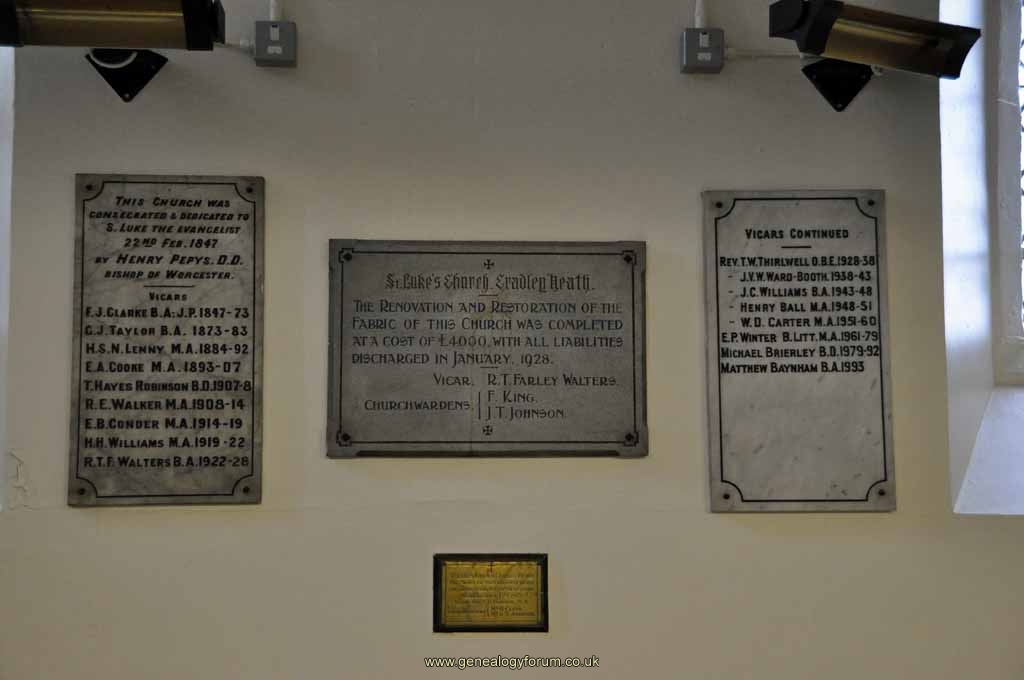 THIS CHURCH WAS
CONSECRATED & DEDICATED TO
S. LUKE THE EVANGELIST
22ND FEB. 1847
BY HENRY PEPYS. D.D.
BISHOP OF WORCESTER.
VICARS
F.J. CLARKE B.A: J.P. 1847-73
C.J. TAYLOR B.A. 1873-83
H.S.N. LENNY M.A. 1884-92
E.A. COOKE M.A. 1893-07
T. HAYES ROBINSON B.D. 1907-8
R.E. WALKER M.A. 1908-14
E.B. CONDER M.A. 1914-19
H.H. WILLIAMS M.A. 1919-22
R.T.F. WALTERS B.A. 1922-28
St. Luke's Church, Cradley Heath.
THE RENOVATION AND RESTORATION OF THE
FABRIC OF THIS CHURCH WAS COMPLETED
AT A COST OF £4000, WITH ALL LIABILITIES
DISCHARGED IN JANUARY, 1928.
VICAR, R.T. FARLEY WALTERS.
CHURCHWARDENS, F. KING.
J.T. JOHNSON.
VICARS CONTINUED
REV. T.W. THIRLWELL O.B.E. 1928-38
" J.V.W. WARD-BOOTH. 1938-43
" J.C. WILLIAMS B.A. 1943-48
" HENRY BALL M.A. 1948-51
" W.D. CARTER M.A. 1951-60
E.P. WINTER B.LITT. M.A. 1961-79
MICHAEL BRIERLEY B.D. 1979-92
MATTHEW BAYNHAM B.A. 1993
www.genealogyforum.co.uk